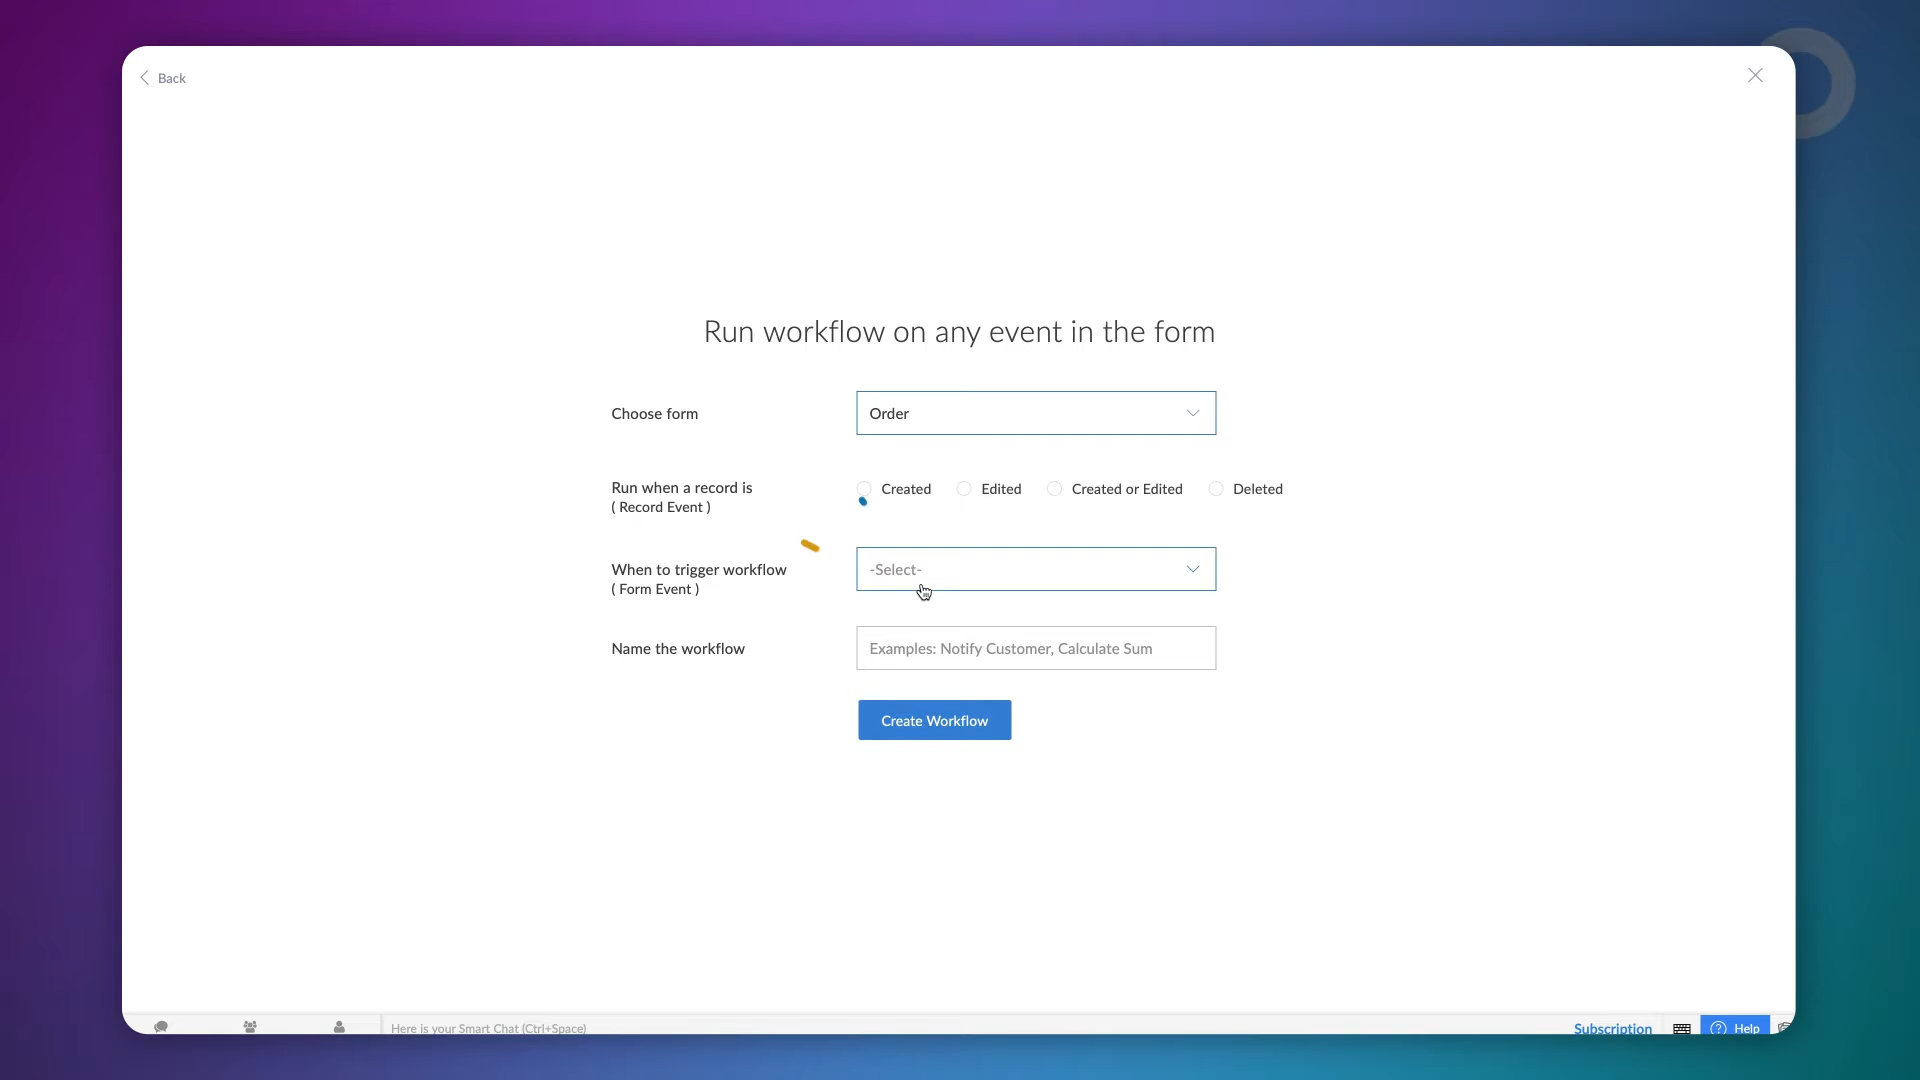 Back
Run workflow on any event in the form
Choose form
Order
Run when a record is
( Record Event )
Created
Edited
Created or Edited
Deleted
When to trigger workflow
( Form Event )
-Select-
Name the workflow
Examples: Notify Customer, Calculate Sum
Create Workflow
Here is your Smart Chat (Ctrl+Space)
Subscription
? Help